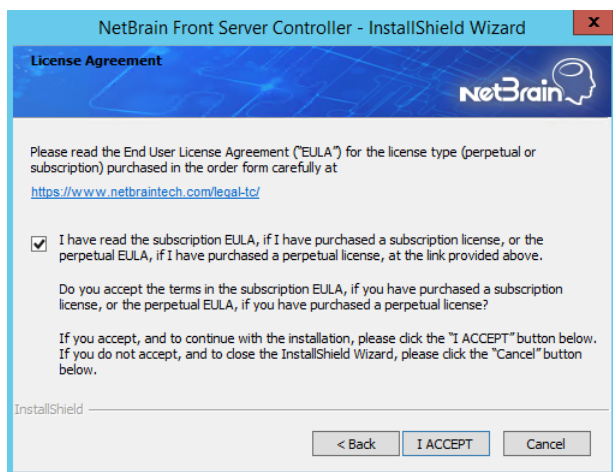 NetBrain Front Server Controller - InstallShield Wizard
x
License Agreement
NetBrain
Please read the End User License Agreement ("EULA") for the license type (perpetual or
subscription) purchased in the order form carefully at
https://www.netbraintech.com/legal-tc/
I have read the subscription EULA, if I have purchased a subscription license, or the
perpetual EULA, if I have purchased a perpetual license, at the link provided above.
Do you accept the terms in the subscription EULA, if you have purchased a subscription
license, or the perpetual EULA, if you have purchased a perpetual license?
If you accept, and to continue with the installation, please click the "I ACCEPT" button below.
If you do not accept, and to close the InstallShield Wizard, please click the "Cancel" button
below.
InstallShield
< Back
I ACCEPT
Cancel